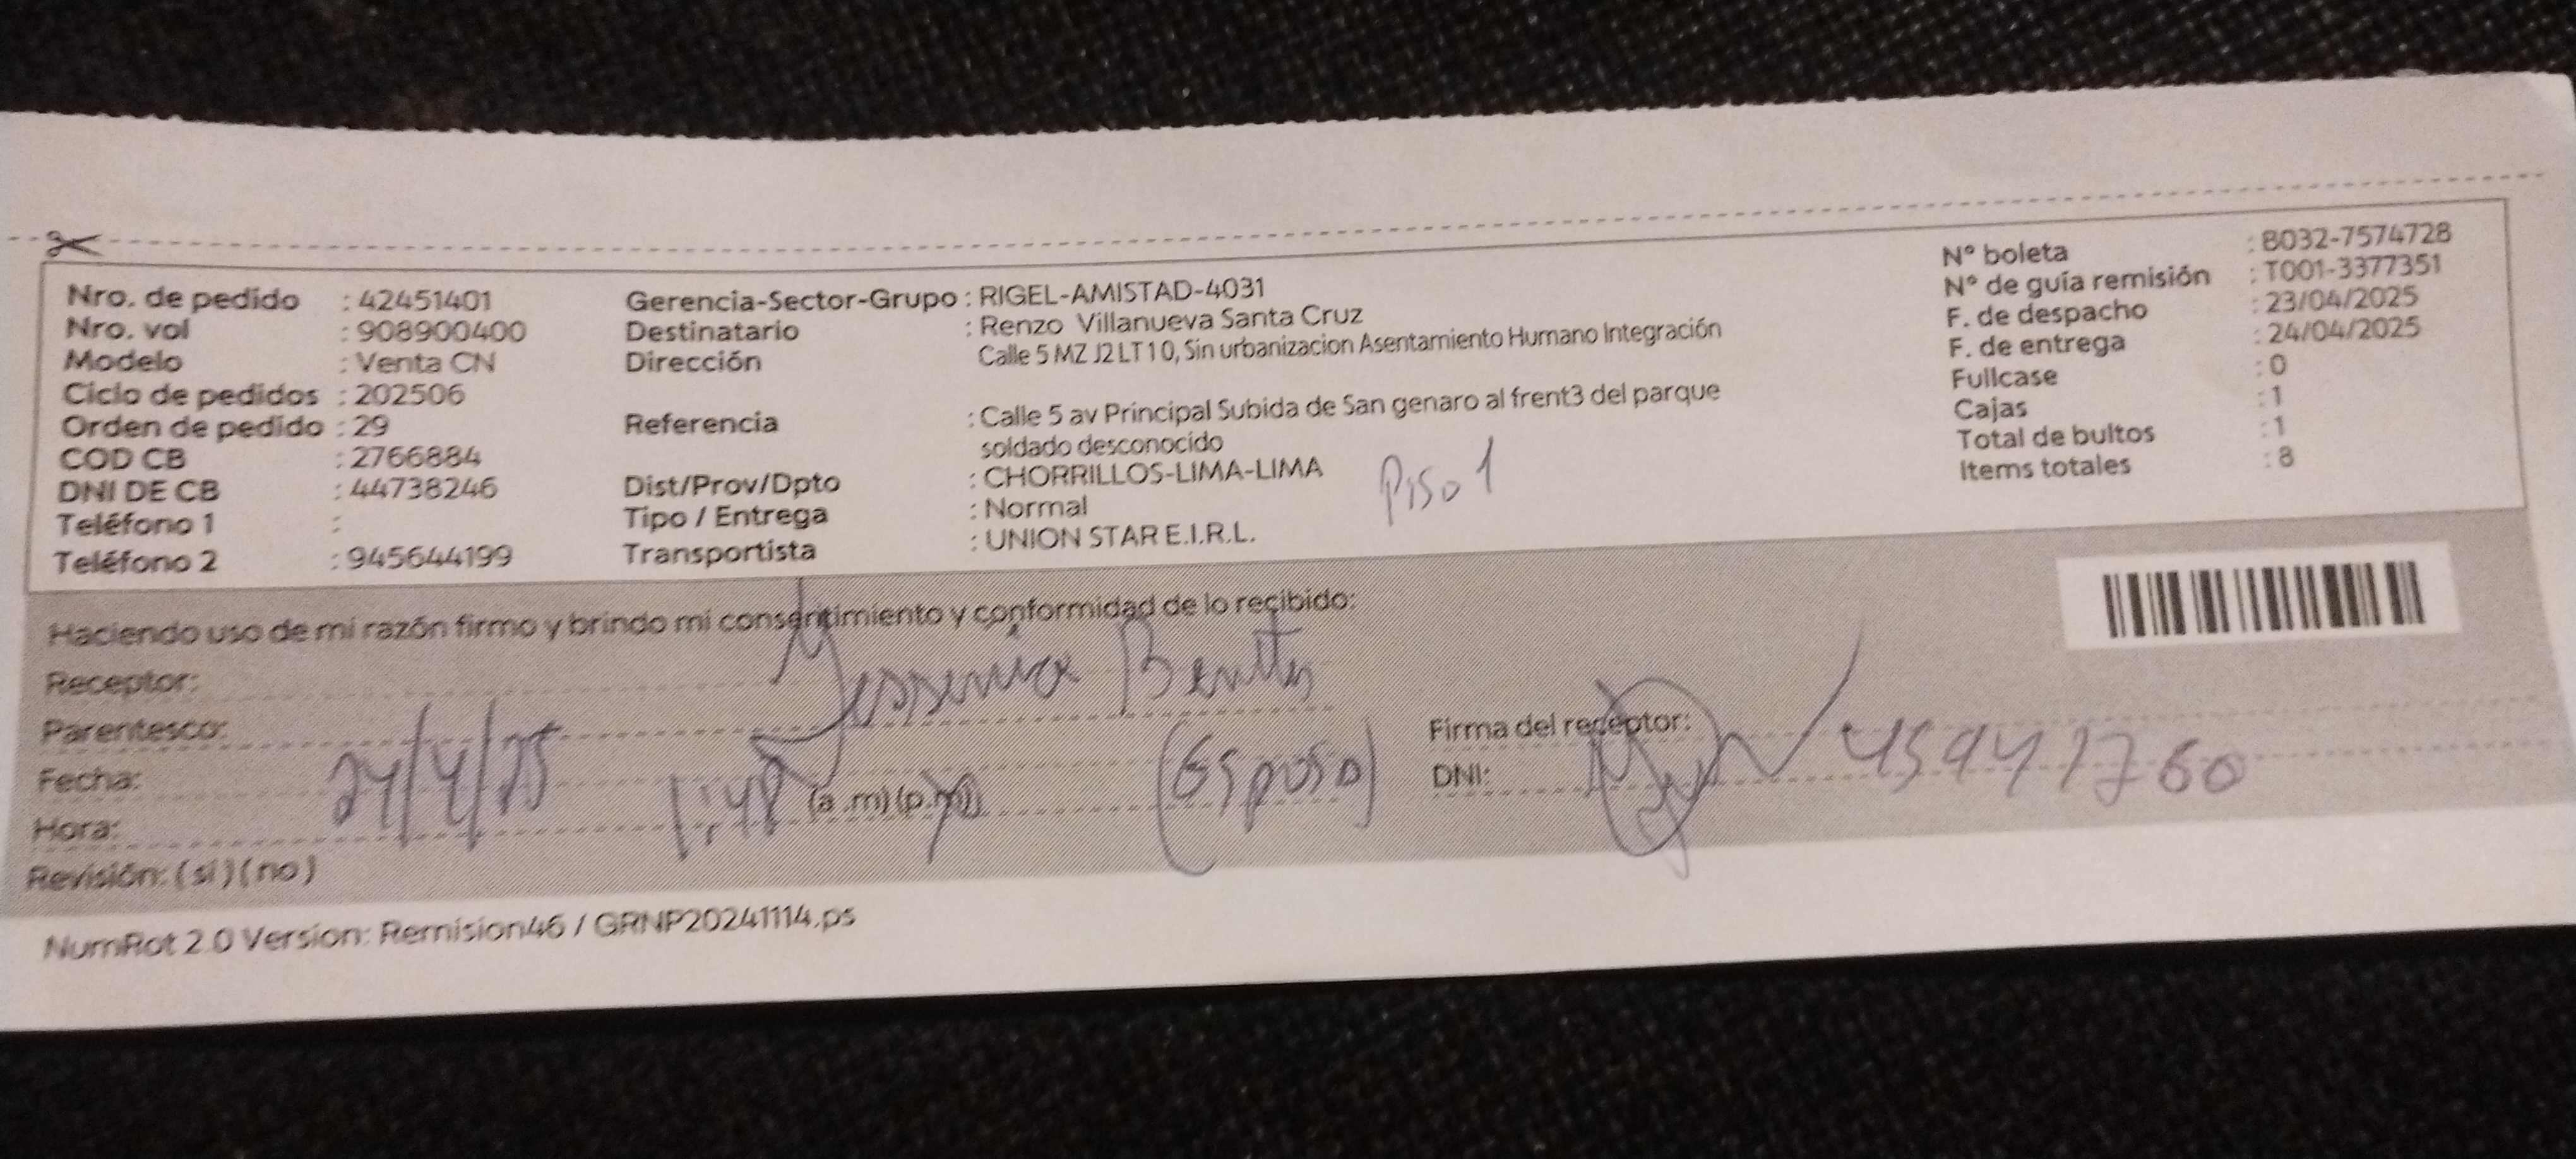 Nro. de pedido : 42451401
Nro. vol : 908900400
Modelo : Venta CN
Ciclo de pedidos : 202506
Orden de pedido : 29
COD CB : 2766884
DNI DE CB : 44738246
Teléfono 1 :
Teléfono 2 : 945644199
Gerencia-Sector-Grupo : RIGEL-AMISTAD-4031
Destinatario : Renzo Villanueva Santa Cruz
Dirección Calle 5 MZ J2 LT 10, Sin urbanizacion Asentamiento Humano Integración
Referencia : Calle 5 av Principal Subida de San genaro al frent3 del parque
soldado desconocido
Dist/Prov/Dpto : CHORRILLOS-LIMA-LIMA
Piso 1
Tipo / Entrega : Normal
Transportista : UNION STAR E.I.R.L.
N° boleta : B032-7574728
N° de guía remisión : T001-3377351
F. de despacho : 23/04/2025
F. de entrega : 24/04/2025
Fullcase : 0
Cajas : 1
Total de bultos : 1
Items totales : 8
Haciendo uso de mi razón firmo y brindo mi consentimiento y conformidad de lo recibido:
Receptor: Yessenia
Parentesco: (Esposa)
Fecha: 24/4/25
Hora: 1:48 (a.m)(p.m)
Revisión: (si)(no)
Firma del receptor:
DNI: 45941760
NumRot 2.0 Version: Remision46 / GRNP20241114.ps